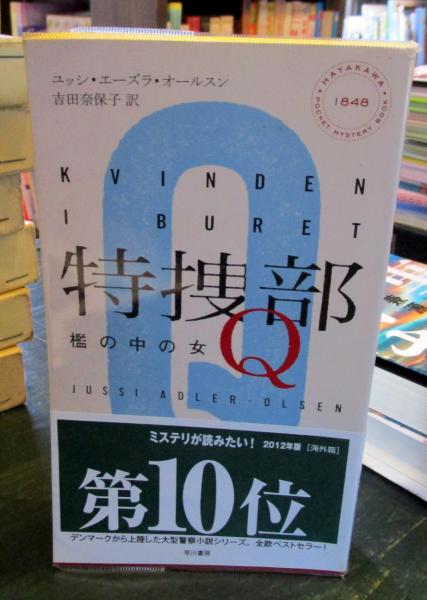 ユッシ・エーズラ・オールスン
吉田奈保子 訳
HAYAKAWA
1848
POCKET MYSTERY BOOK
KVINDEN
I BURET
特捜部
Q
檻の中の女
JUSSI ADLER-OLSEN
ミステリが読みたい! 2012年版 [海外篇]
第10位
デンマークから上陸した大型警察小説シリーズ。全欧ベストセラー!
早川書房